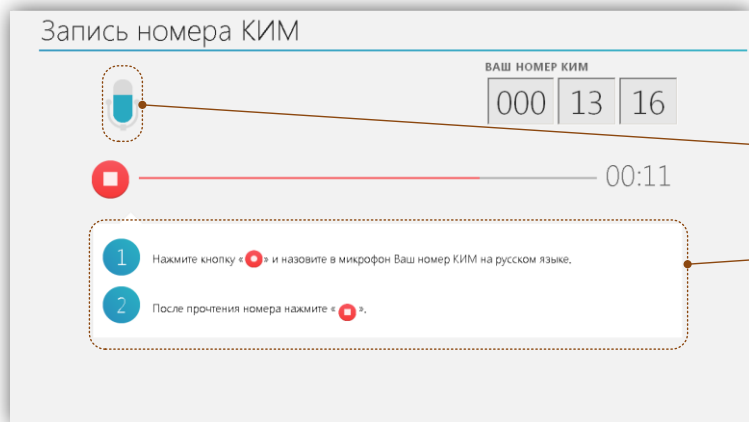 Запись номера КИМ
ВАШ НОМЕР КИМ
000 13 16
00:11
1 Нажмите кнопку « » и назовите в микрофон Ваш номер КИМ на русском языке.
2 После прочтения номера нажмите « ».